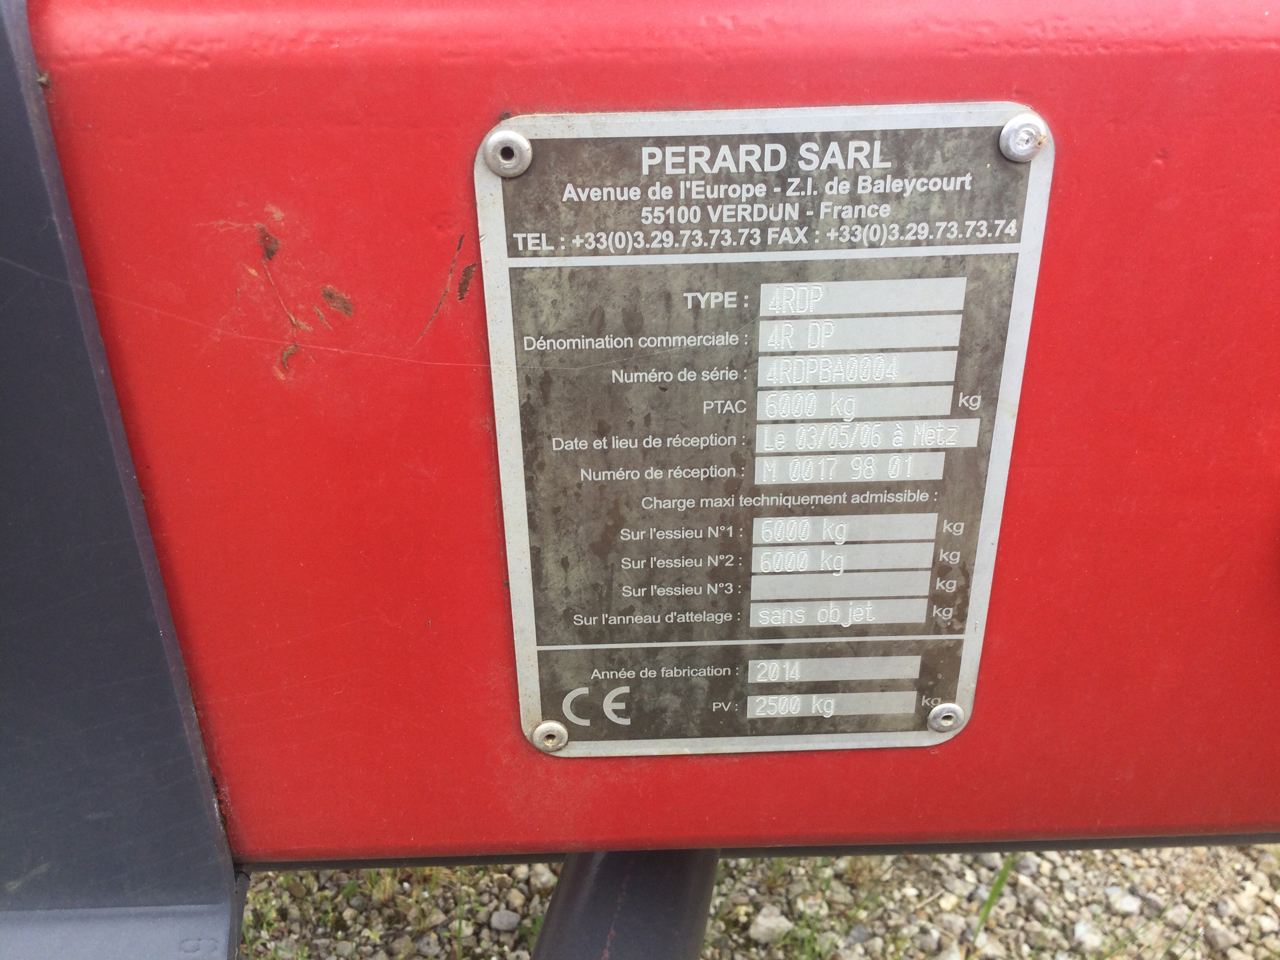 PERARD SARL
Avenue de l'Europe - Z.I. de Baleycourt
55100 VERDUN - France
TEL : +33(0)3.29.73.73.73 FAX : +33(0)3.29.73.73.74
TYPE : 4RDP
Dénomination commerciale : 4R DP
Numéro de série : 4RDPBA0004
PTAC 6000 kg kg
Date et lieu de réception : Le 03/05/06 à Metz
Numéro de réception : M 0017 98 01
Charge maxi techniquement admissible :
Sur l'essieu N°1 : 6000 kg kg
Sur l'essieu N°2 : 6000 kg kg
Sur l'essieu N°3 : kg
Sur l'anneau d'attelage : sans objet kg
Année de fabrication : 2014
CE PV : 2500 kg kg